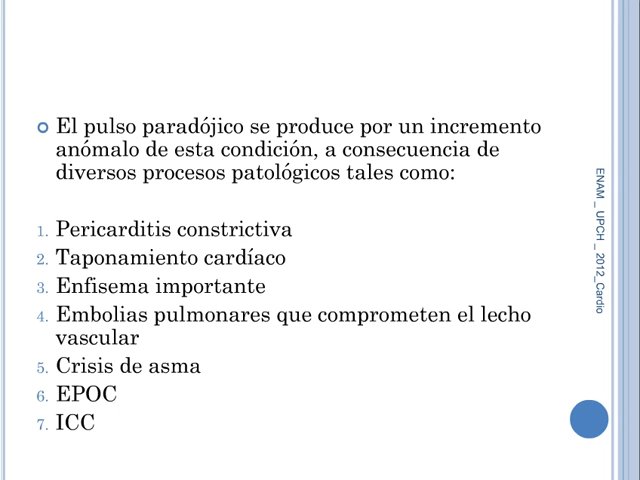 El pulso paradójico se produce por un incremento
anómalo de esta condición, a consecuencia de
diversos procesos patológicos tales como:
1. Pericarditis constrictiva
2. Taponamiento cardíaco
3. Enfisema importante
4. Embolias pulmonares que comprometen el lecho
vascular
5. Crisis de asma
6. EPOC
7. ICC
ENAM _ UPCH _ 2012_Cardio